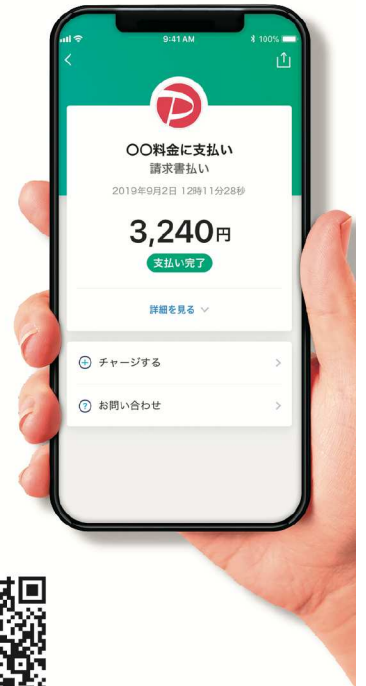 9:41 AM
100%
〇〇料金に支払い
請求書払い
2019年9月2日 12時11分28秒
3,240円
支払い完了
詳細を見る
チャージする
お問い合わせ